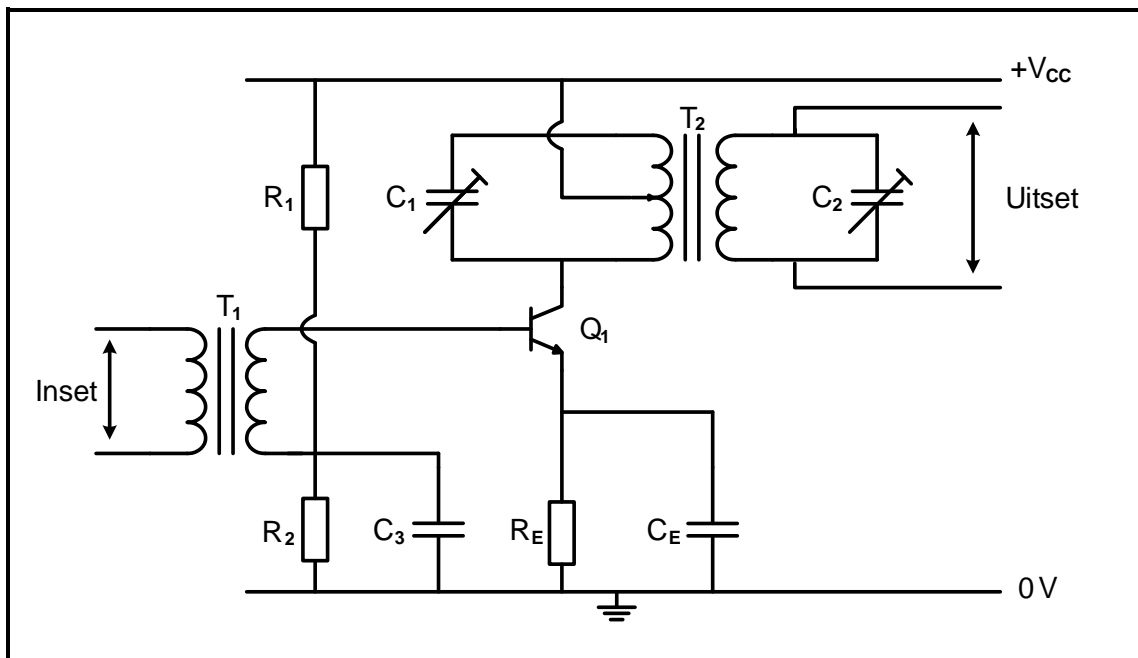 +VCC
T2
R1
C1
C2
Uitset
T1
Q1
Inset
R2
C3
RE
CE
0 V